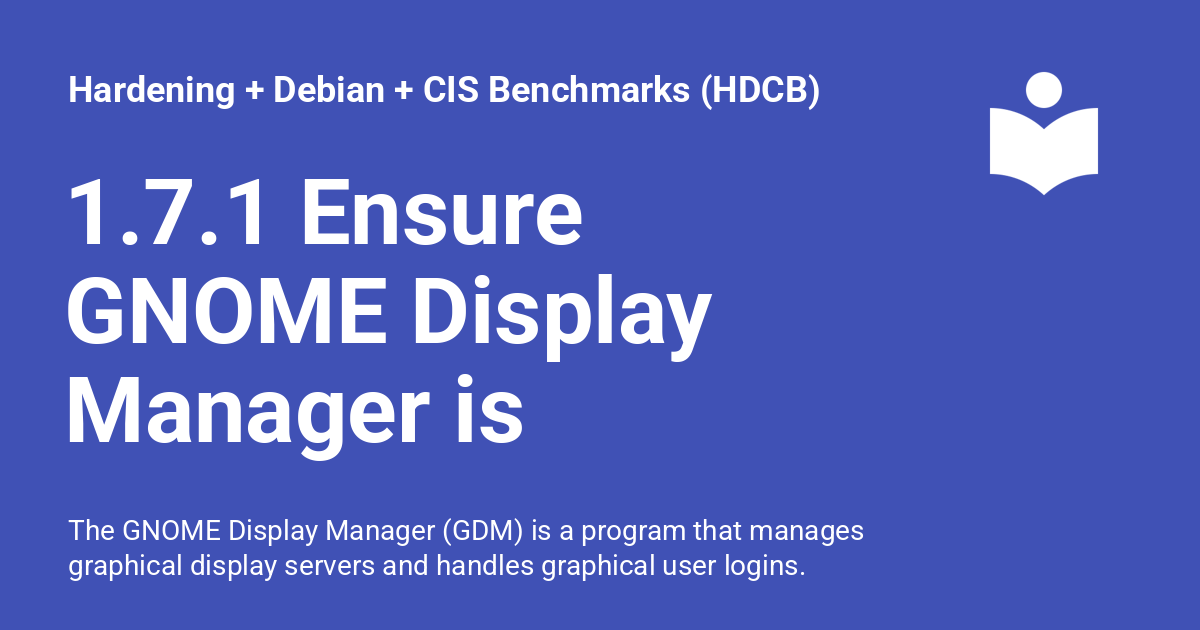 Hardening + Debian + CIS Benchmarks (HDCB)
1.7.1 Ensure
GNOME Display
Manager is
The GNOME Display Manager (GDM) is a program that manages
graphical display servers and handles graphical user logins.